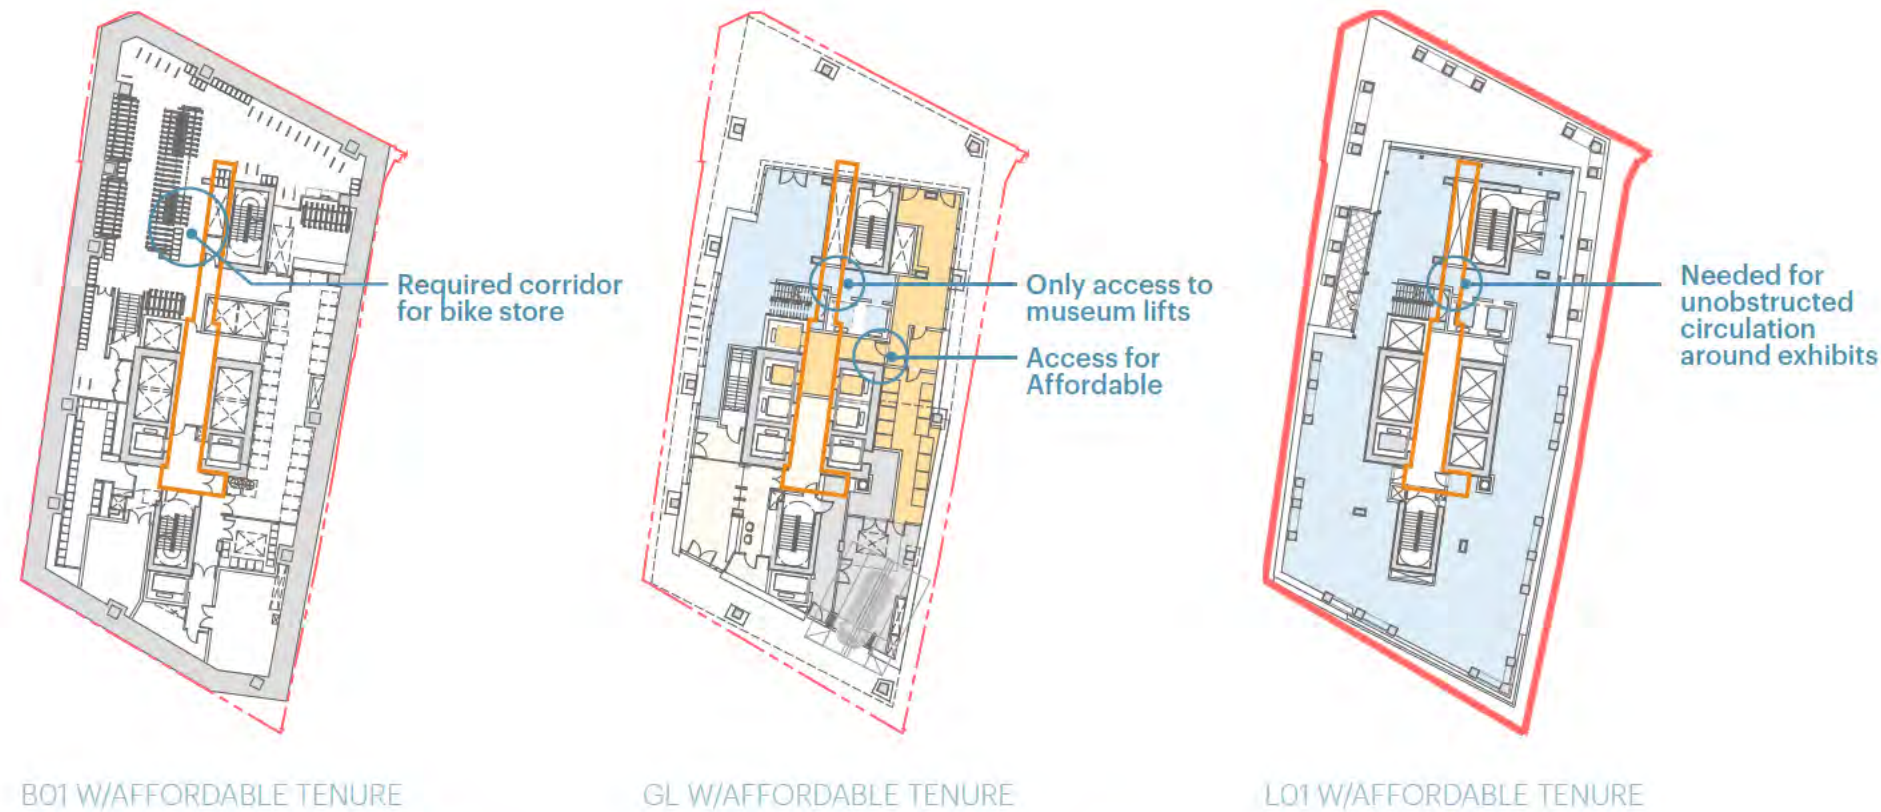 Required corridor
for bike store
Only access to
museum lifts
Access for
Affordable
Needed for
unobstructed
circulation
around exhibits
B01 W/AFFORDABLE TENURE
GL W/AFFORDABLE TENURE
L01 W/AFFORDABLE TENURE